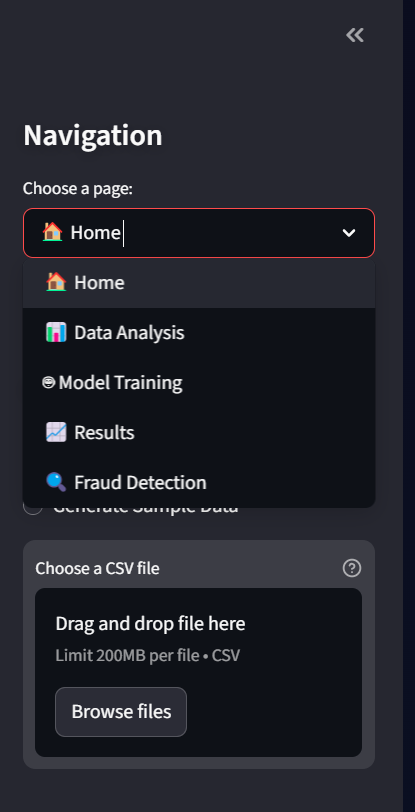 Navigation
Choose a page:
🏠 Home
🏠 Home
📊 Data Analysis
Model Training
📈 Results
🔍 Fraud Detection
Generate Sample Data
Choose a CSV file
Drag and drop file here
Limit 200MB per file • CSV
Browse files